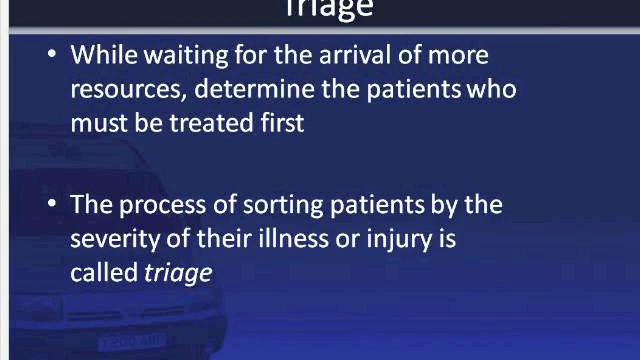 Triage
• While waiting for the arrival of more
resources, determine the patients who
must be treated first
• The process of sorting patients by the
severity of their illness or injury is
called triage